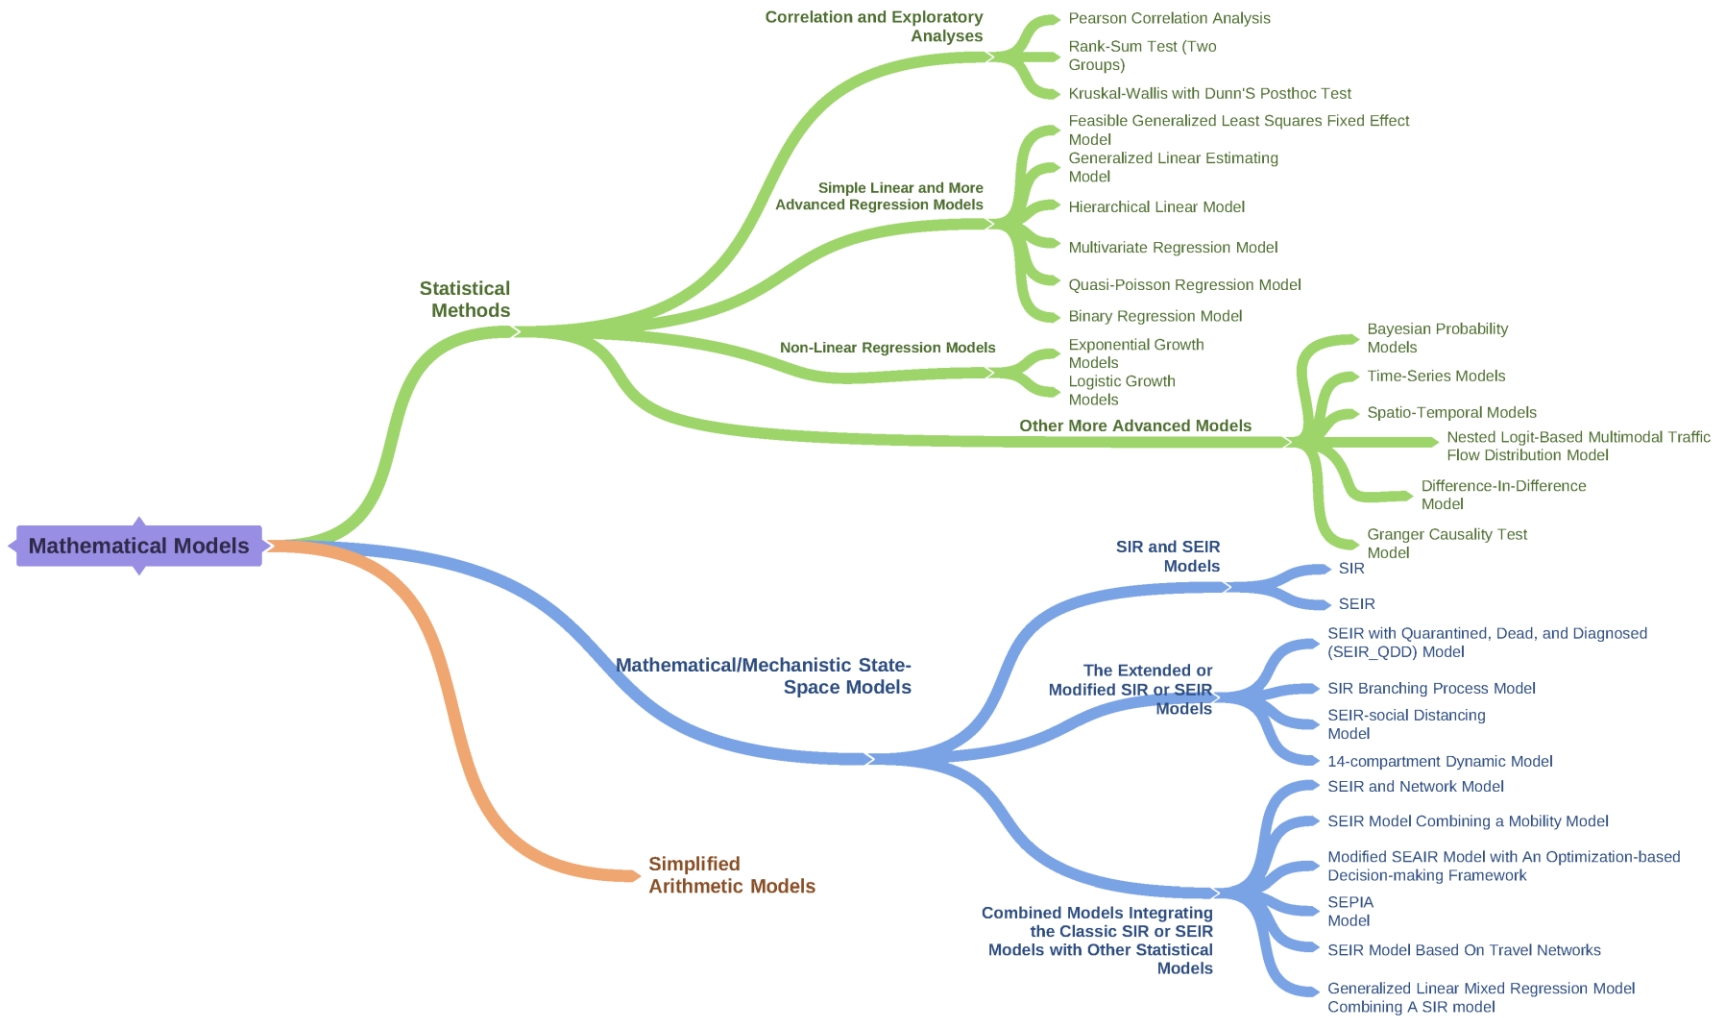 Mathematical Models
Statistical
Methods
Correlation and Exploratory
Analyses
Pearson Correlation Analysis
Rank-Sum Test (Two
Groups)
Kruskal-Wallis with Dunn'S Posthoc Test
Simple Linear and More
Advanced Regression Models
Feasible Generalized Least Squares Fixed Effect
Model
Generalized Linear Estimating
Model
Hierarchical Linear Model
Multivariate Regression Model
Quasi-Poisson Regression Model
Binary Regression Model
Non-Linear Regression Models
Exponential Growth
Models
Logistic Growth
Models
Other More Advanced Models
Bayesian Probability
Models
Time-Series Models
Spatio-Temporal Models
Nested Logit-Based Multimodal Traffic
Flow Distribution Model
Difference-In-Difference
Model
Granger Causality Test
Model
Mathematical/Mechanistic State-
Space Models
SIR and SEIR
Models
SIR
SEIR
The Extended or
Modified SIR or SEIR
Models
SEIR with Quarantined, Dead, and Diagnosed
(SEIR_QDD) Model
SIR Branching Process Model
SEIR-social Distancing
Model
14-compartment Dynamic Model
Combined Models Integrating
the Classic SIR or SEIR
Models with Other Statistical
Models
SEIR and Network Model
SEIR Model Combining a Mobility Model
Modified SEAIR Model with An Optimization-based
Decision-making Framework
SEPIA
Model
SEIR Model Based On Travel Networks
Generalized Linear Mixed Regression Model
Combining A SIR model
Simplified
Arithmetic Models